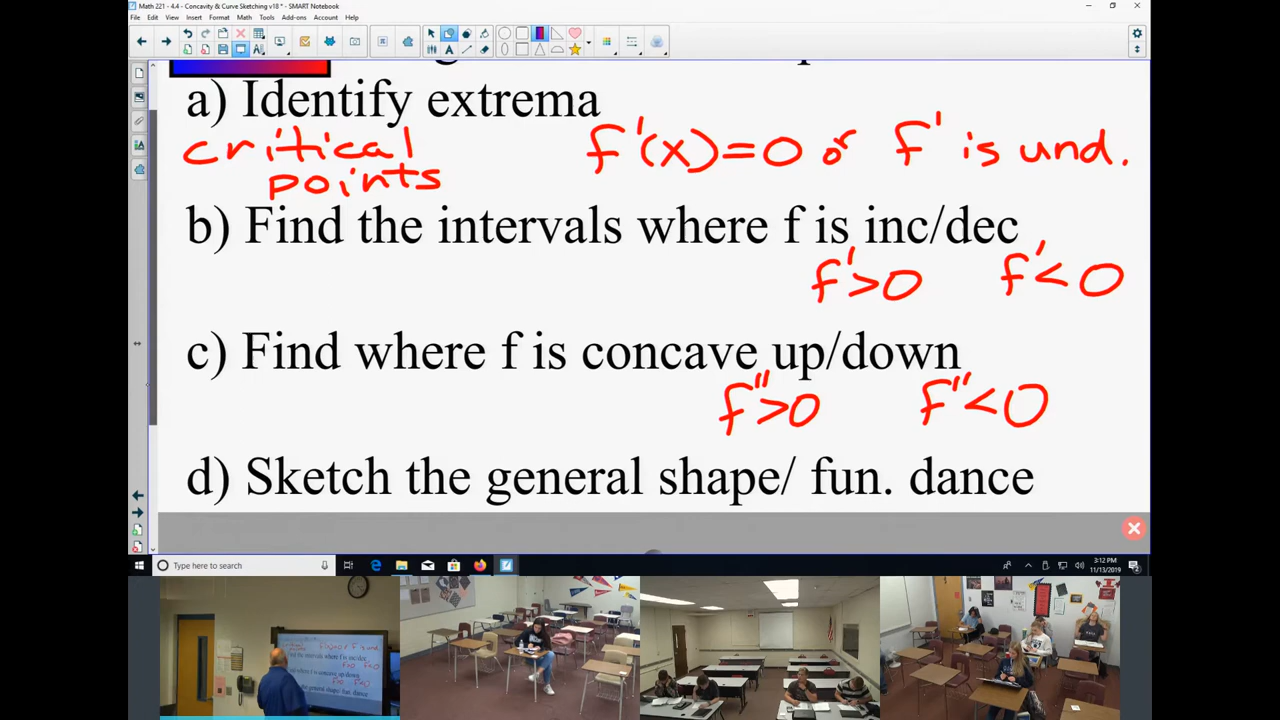 Math 221 - 4.4 - Concavity & Curve Sketching v18 * - SMART Notebook
File Edit View Insert Format Math Tools Add-ons Account Help
a) Identify extrema
critical f'(x)=0 or f' is und.
points
b) Find the intervals where f is inc/dec
f'>0 f'<0
c) Find where f is concave up/down
f''>0 f''<0
d) Sketch the general shape/ fun. dance
Type here to search
3:12 PM
11/13/2019